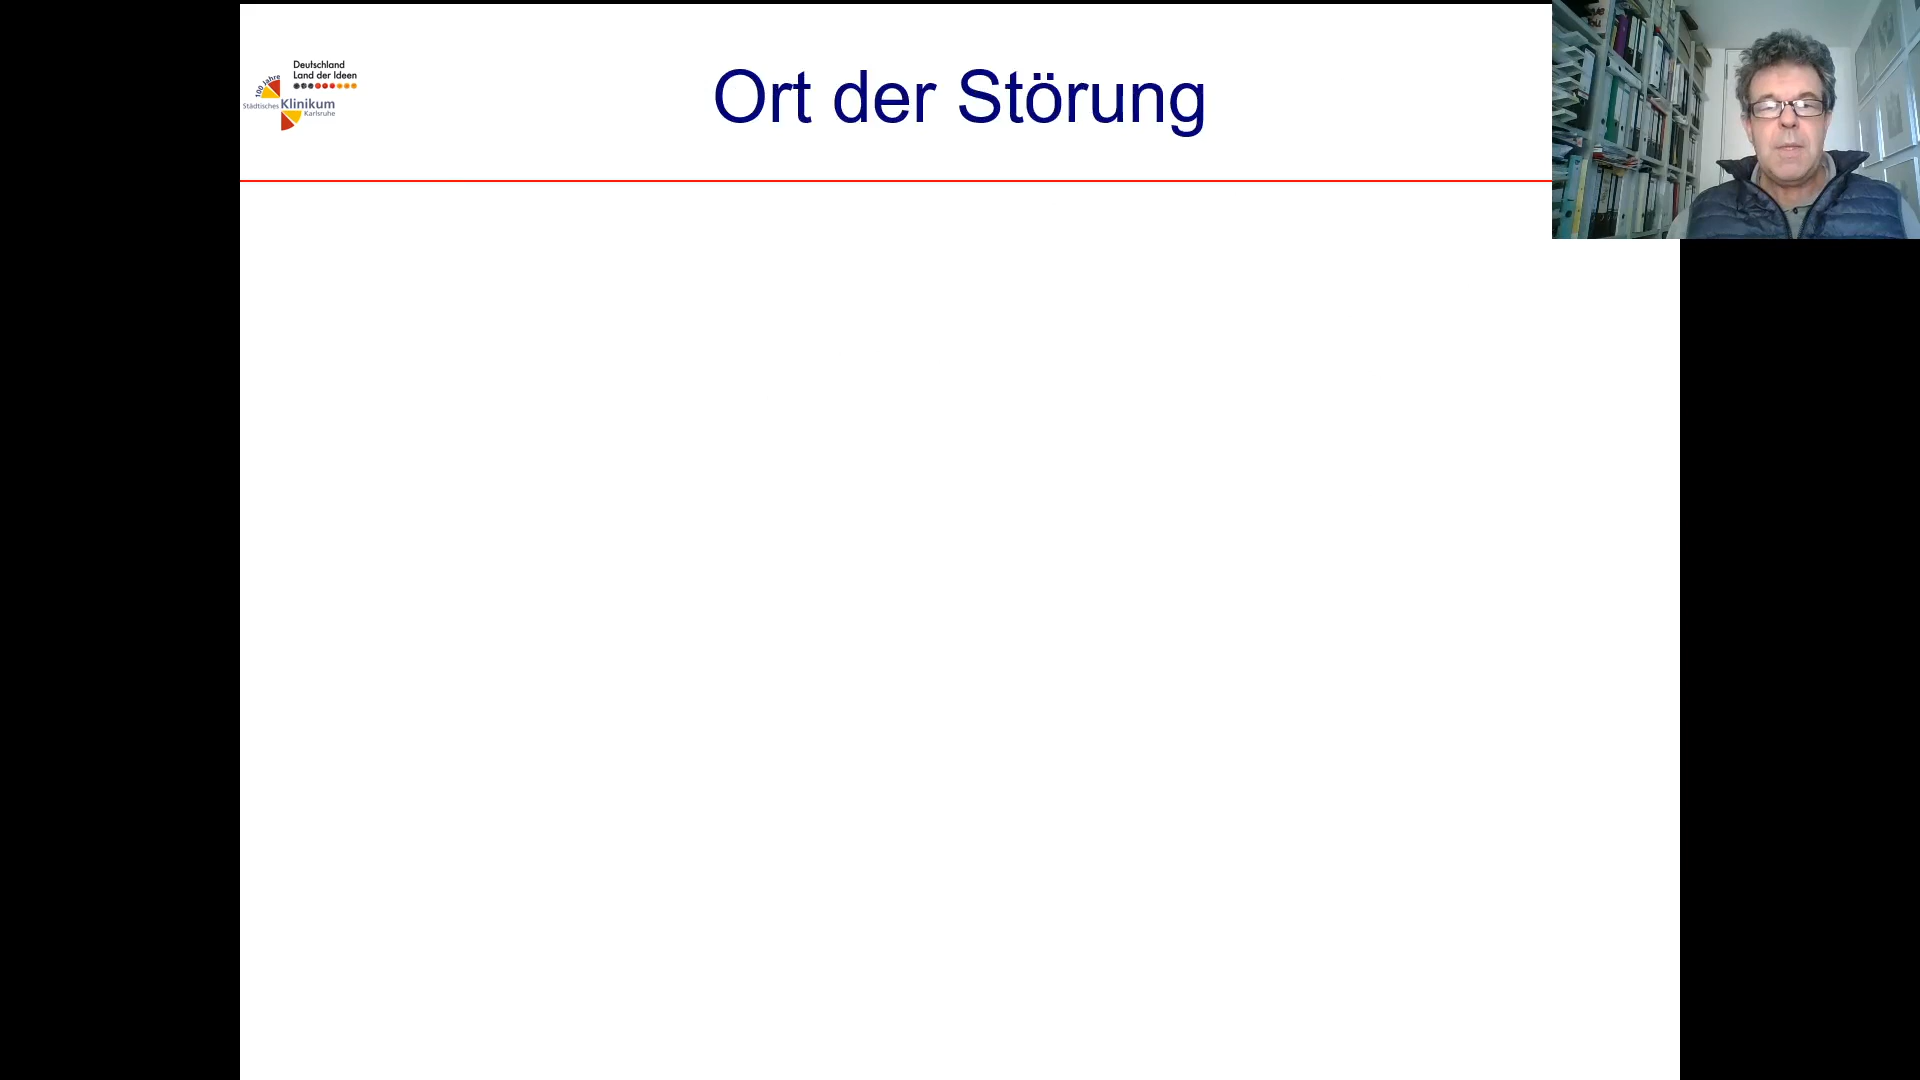 Deutschland
Land der Ideen
100 Jahre
Städtisches Klinikum
Karlsruhe
Ort der Störung